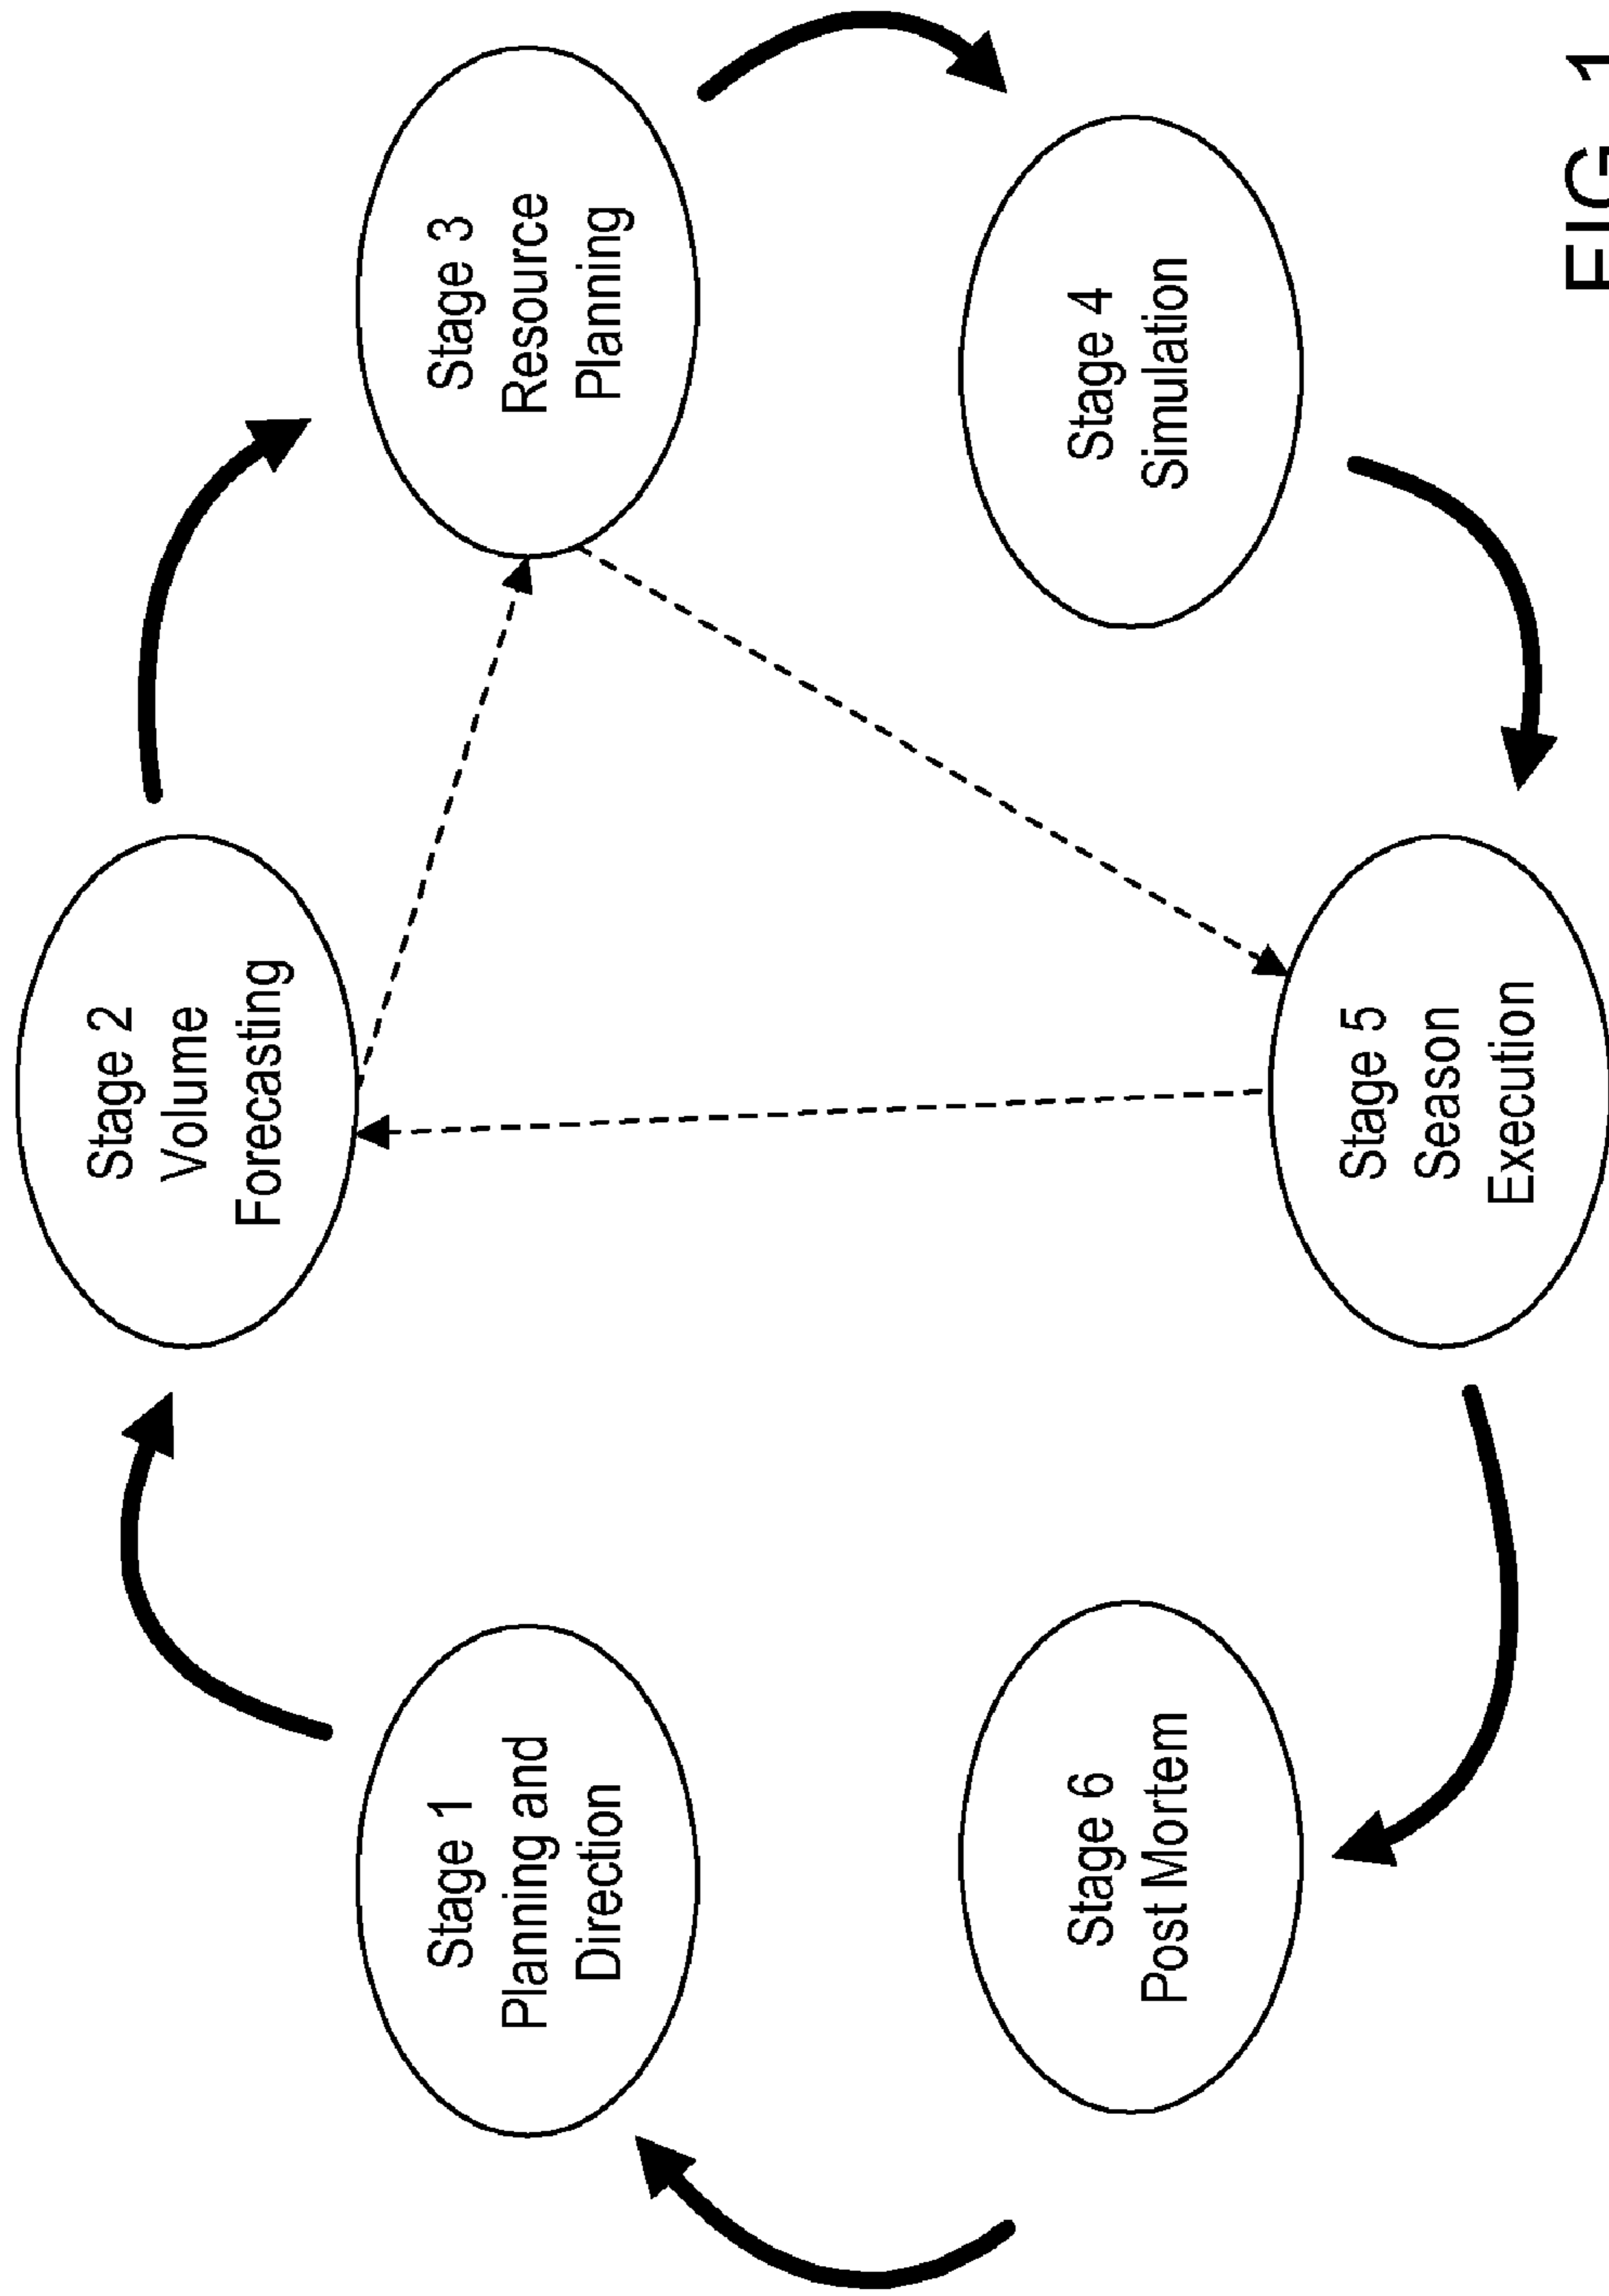 Stage 1
Planning and
Direction
Stage 2
Volume
Forecasting
Stage 3
Resource
Planning
Stage 4
Simulation
Stage 5
Season
Execution
Stage 6
Post Mortem
FIG 1